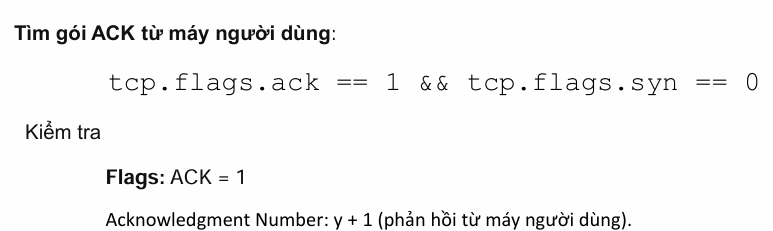 Tìm gói ACK từ máy người dùng:
tcp.flags.ack == 1 && tcp.flags.syn == 0
Kiểm tra
Flags: ACK = 1
Acknowledgment Number: y + 1 (phản hồi từ máy người dùng).